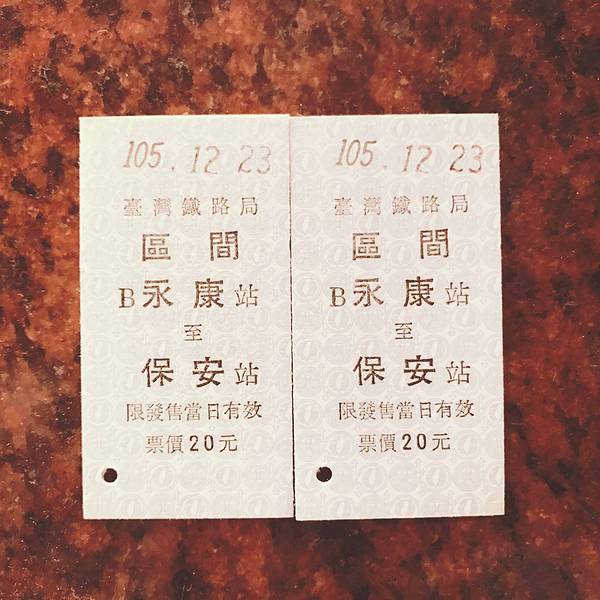 105.12 23
臺灣鐵路局
區間
B永康站
至
保安站
限發售當日有效
票價20元
105.12 23
臺灣鐵路局
區間
B永康站
至
保安站
限發售當日有效
票價20元